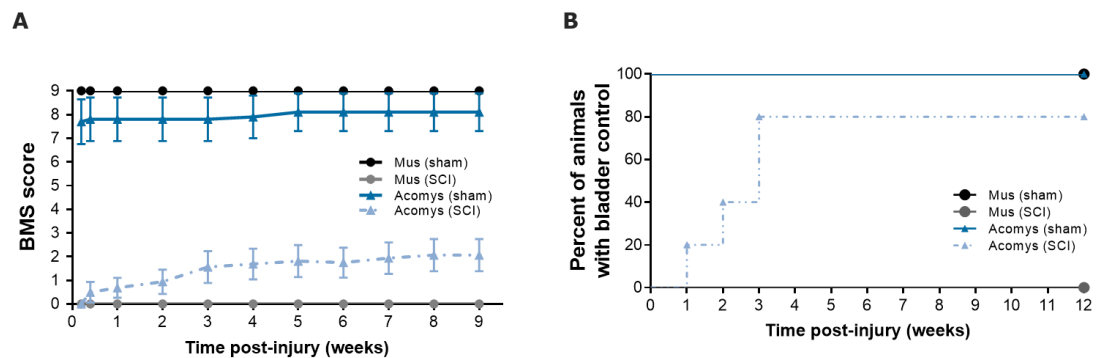 A
BMS score
9
8
7
6
5
4
3
2
1
0
Mus (sham)
Mus (SCI)
Acomys (sham)
Acomys (SCI)
0 1 2 3 4 5 6 7 8 9
Time post-injury (weeks)
B
Percent of animals
with bladder control
100
80
60
40
20
0
Mus (sham)
Mus (SCI)
Acomys (sham)
Acomys (SCI)
0 1 2 3 4 5 6 7 8 9 10 11 12
Time post-injury (weeks)